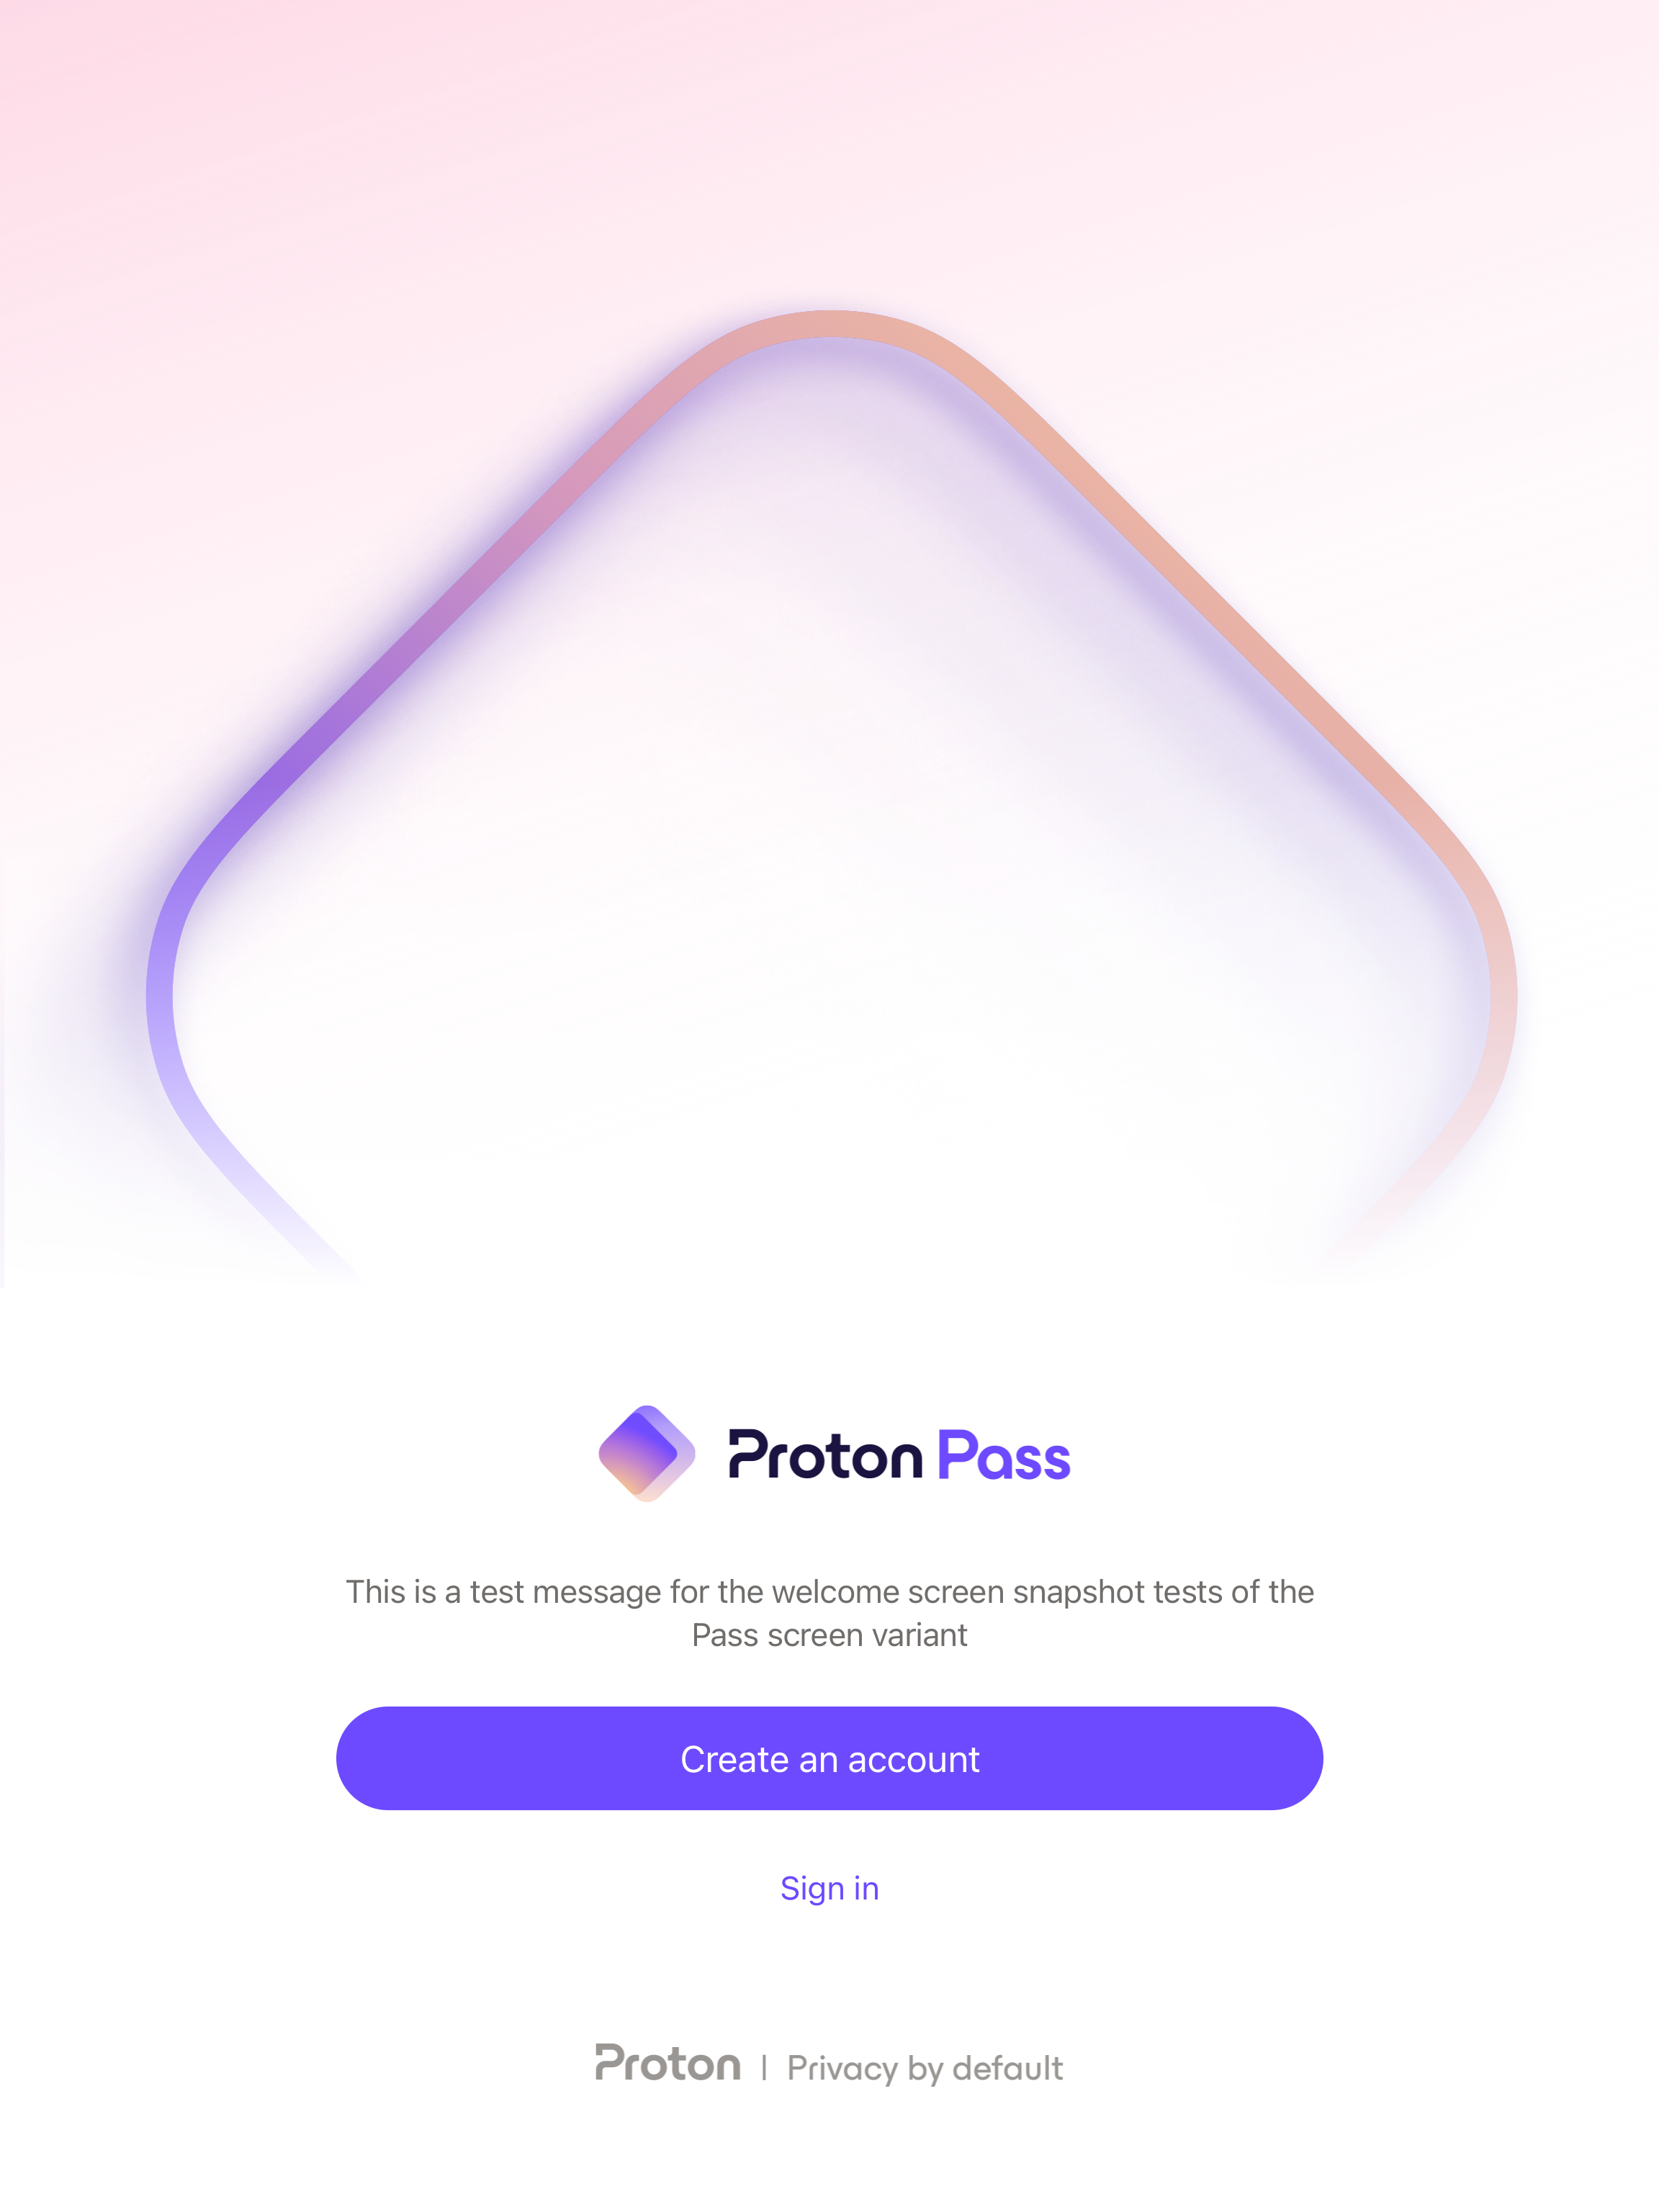 Proton Pass
This is a test message for the welcome screen snapshot tests of the
Pass screen variant
Create an account
Sign in
Proton | Privacy by default